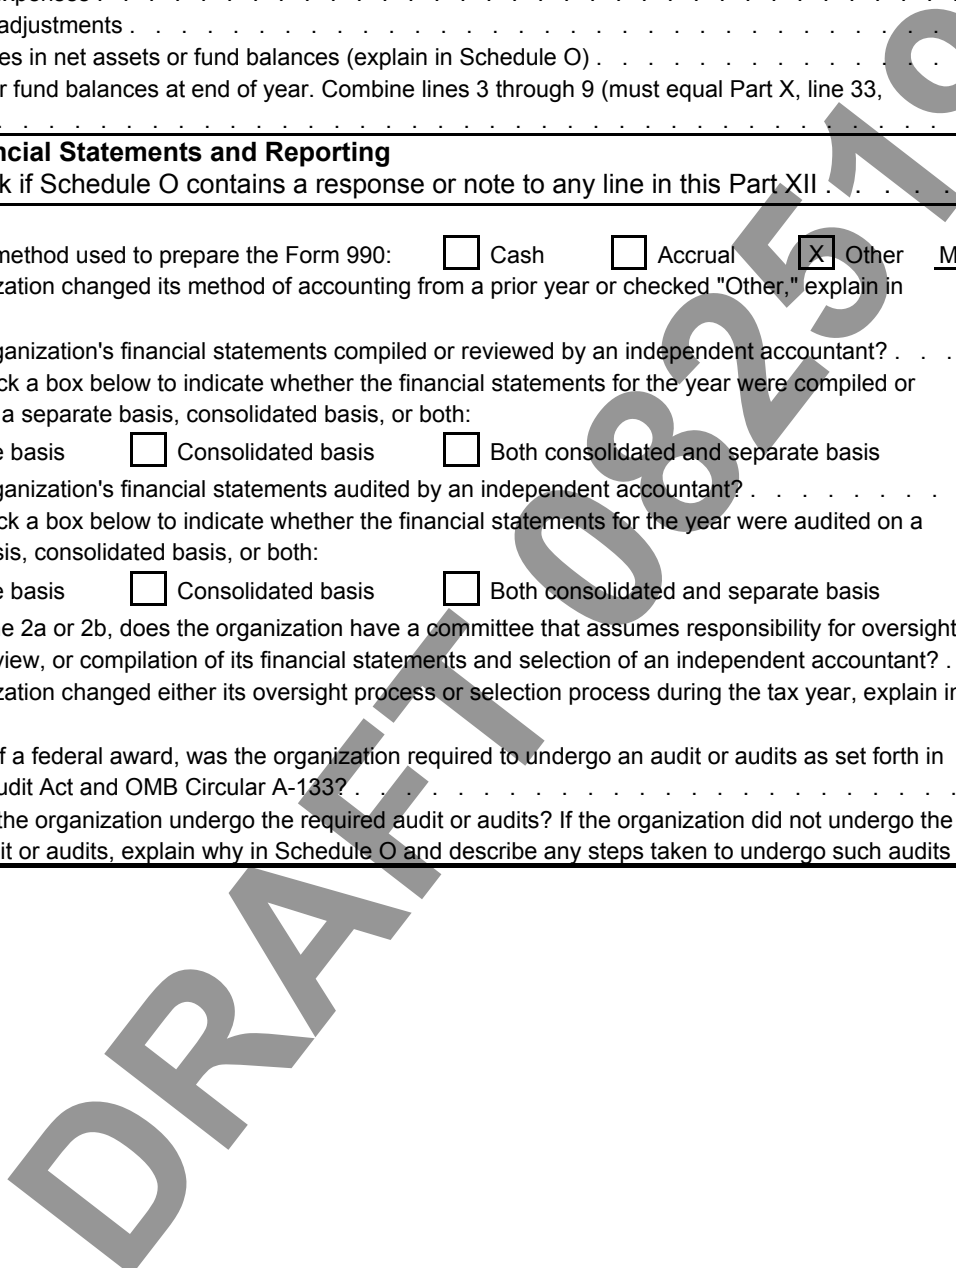 adjustments . . . . . . . . . . . . . . . . . . . . . . . . . . . . . . . .
es in net assets or fund balances (explain in Schedule O) . . . . . . . . . . . . . .
r fund balances at end of year. Combine lines 3 through 9 (must equal Part X, line 33,
. . . . . . . . . . . . . . . . . . . . . . . . . . . . . . . . . . . . .
ncial Statements and Reporting
k if Schedule O contains a response or note to any line in this Part XII . . . . .
method used to prepare the Form 990: Cash Accrual X Other M
zation changed its method of accounting from a prior year or checked "Other," explain in
ganization's financial statements compiled or reviewed by an independent accountant? . . .
ck a box below to indicate whether the financial statements for the year were compiled or
a separate basis, consolidated basis, or both:
e basis Consolidated basis Both consolidated and separate basis
ganization's financial statements audited by an independent accountant? . . . . . . . .
ck a box below to indicate whether the financial statements for the year were audited on a
sis, consolidated basis, or both:
e basis Consolidated basis Both consolidated and separate basis
e 2a or 2b, does the organization have a committee that assumes responsibility for oversight
view, or compilation of its financial statements and selection of an independent accountant? .
zation changed either its oversight process or selection process during the tax year, explain in
f a federal award, was the organization required to undergo an audit or audits as set forth in
udit Act and OMB Circular A-133? . . . . . . . . . . . . . . . . . . . . . . . .
the organization undergo the required audit or audits? If the organization did not undergo the
it or audits, explain why in Schedule O and describe any steps taken to undergo such audits
DRAFT 082519